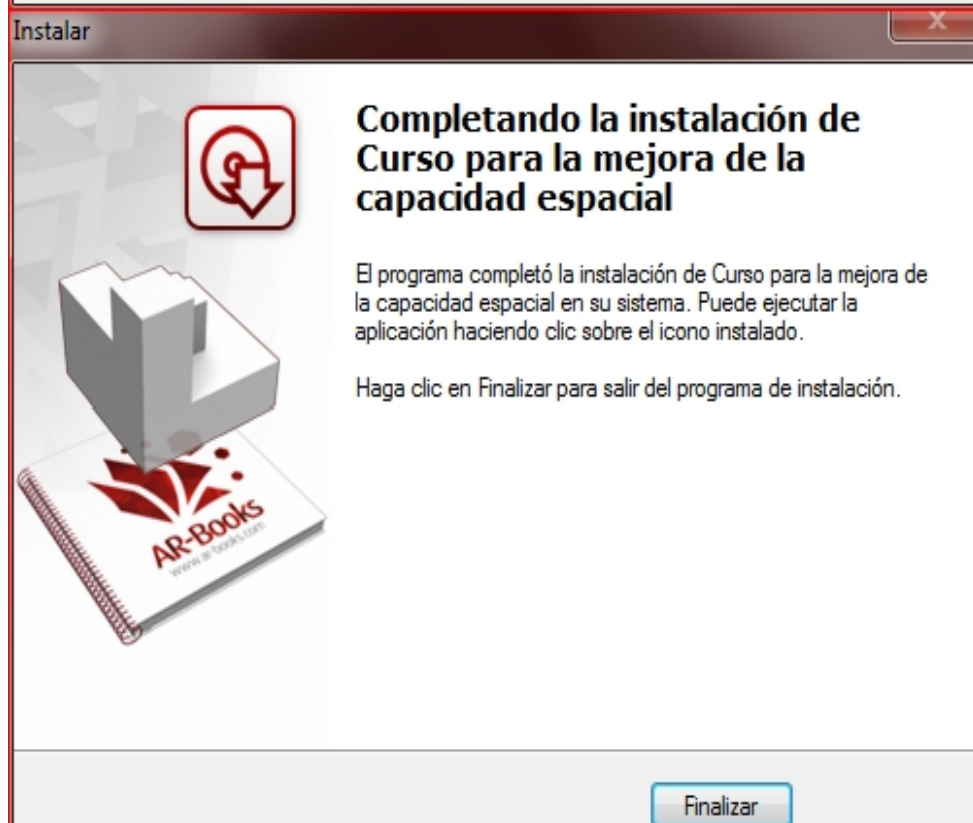 Instalar
X
Completando la instalación de
Curso para la mejora de la
capacidad espacial
El programa completó la instalación de Curso para la mejora de
la capacidad espacial en su sistema. Puede ejecutar la
aplicación haciendo clic sobre el icono instalado.
Haga clic en Finalizar para salir del programa de instalación.
AR-Books
www.ar-books.com
Finalizar